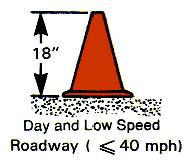 18"
Day and Low Speed
Roadway ( ⩽ 40 mph)